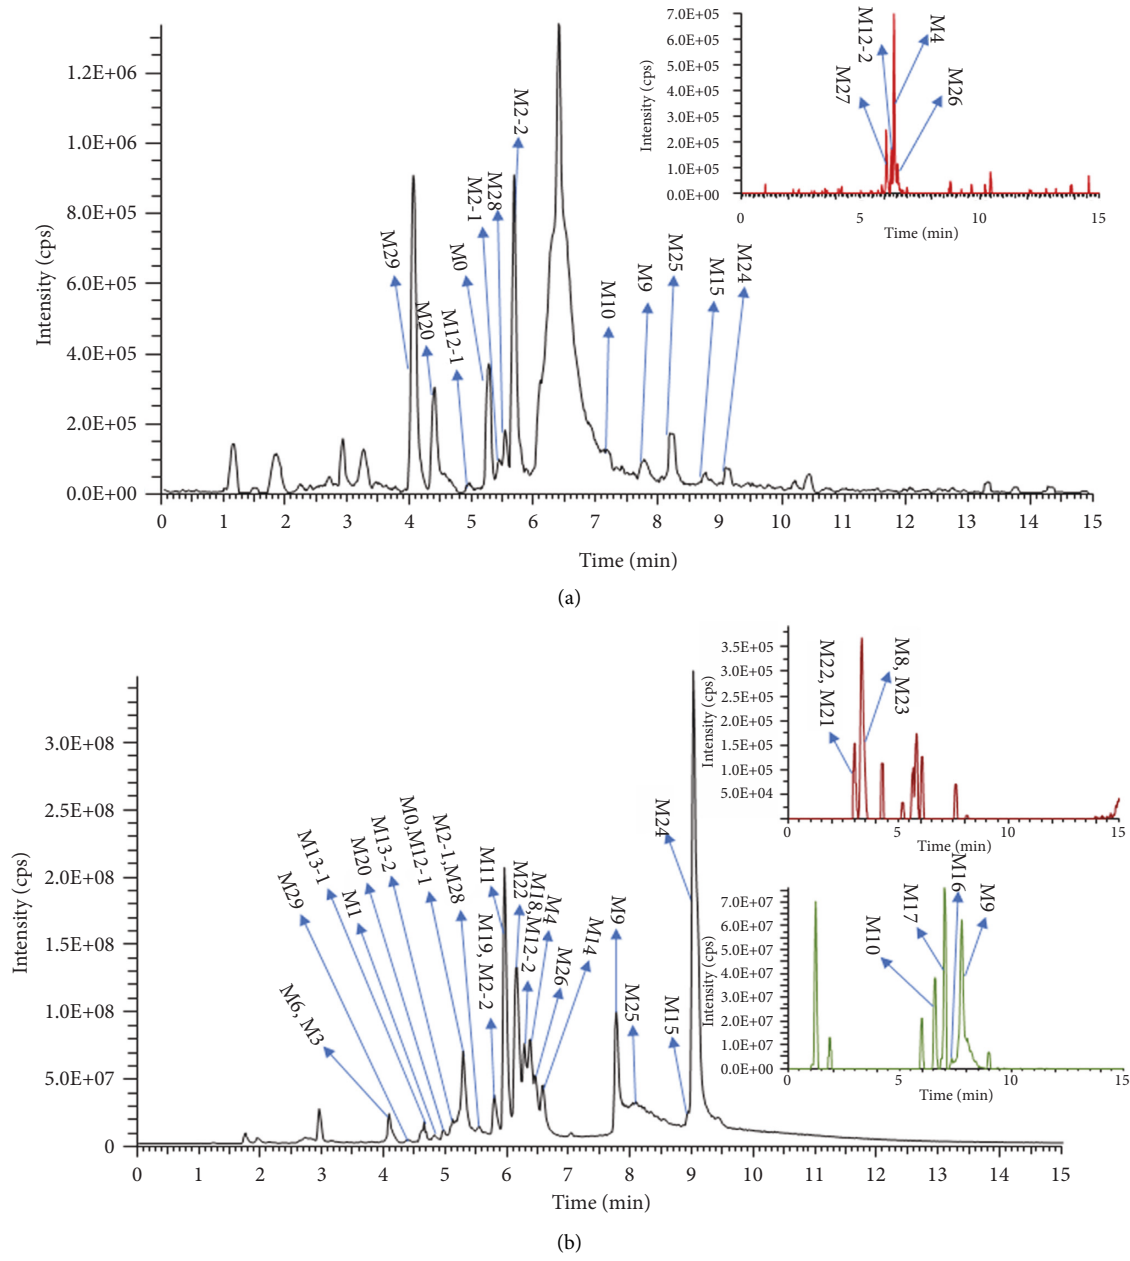 1.2E+06
1.0E+06
8.0E+05
6.0E+05
4.0E+05
2.0E+05
0.0E+00
Intensity (cps)
0 1 2 3 4 5 6 7 8 9 10 11 12 13 14 15
Time (min)
M29
M20
M12-1
M0
M2-1
M28
M2-2
M10
M9
M25
M15
M24
7.0E+05
6.0E+05
5.0E+05
4.0E+05
3.0E+05
2.0E+05
1.0E+05
0.0E+00
Intensity (cps)
0 5 10 15
Time (min)
M27
M12-2
M4
M26
(a)
3.0E+08
2.5E+08
2.0E+08
1.5E+08
1.0E+08
5.0E+07
0
Intensity (cps)
0 1 2 3 4 5 6 7 8 9 10 11 12 13 14 15
Time (min)
M6, M3
M29
M13-1
M1
M20
M13-2
M0,M12-1
M2-1,M28
M19, M2-2
M11
M22
M18,M12-2
M4
M26
M14
M9
M25
M15
M24
3.5E+05
3.0E+05
2.5E+05
2.0E+05
1.5E+05
1.0E+05
5.0E+04
Intensity (cps)
0 5 10 15
Time (min)
M22, M21
M8, M23
7.0E+07
6.0E+07
5.0E+07
4.0E+07
3.0E+07
2.0E+07
1.0E+07
0.0E+00
Intensity (cps)
0 5 10 15
Time (min)
M10
M17
M16
M9
(b)